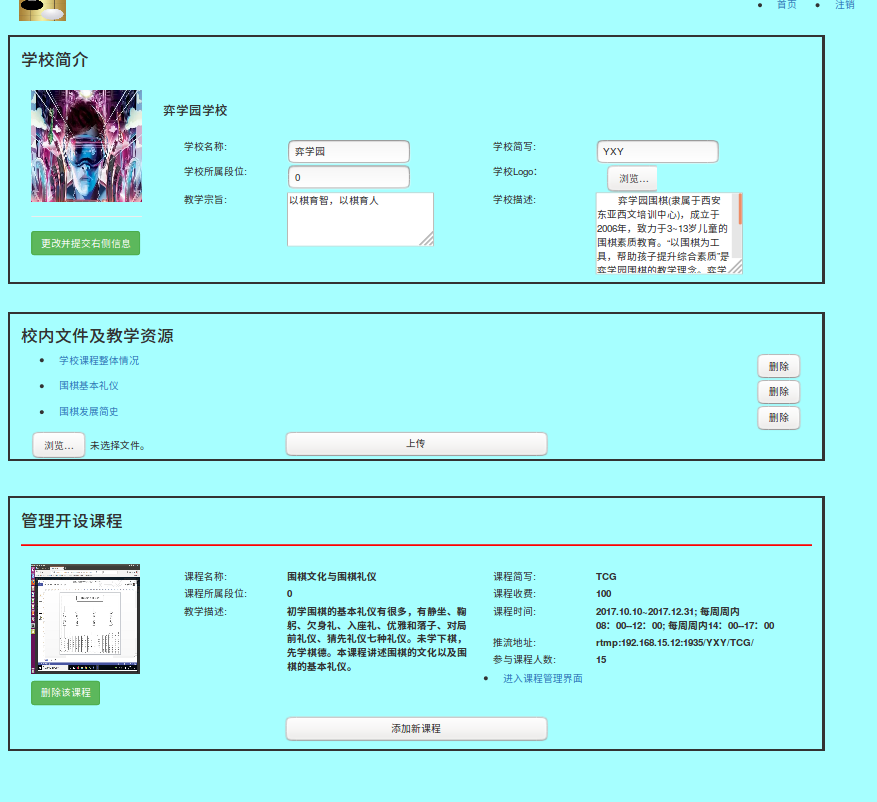 首页 注销
学校简介
弈学园学校
学校名称: 弈学园 学校简写: YXY
学校所属段位: 0 学校Logo: 浏览...
教学宗旨: 以棋育智，以棋育人 学校描述: 弈学园围棋(隶属于西安
东亚西文培训中心)，成立于
2006年，致力于3~13岁儿童的
围棋素质教育。“以围棋为工
具，帮助孩子提升综合素质”是
弈学园围棋的教学理念。弈学
更改并提交右侧信息
校内文件及教学资源
学校课程整体情况 删除
围棋基本礼仪 删除
围棋发展简史 删除
浏览... 未选择文件。 上传
管理开设课程
课程名称: 围棋文化与围棋礼仪 课程简写: TCG
课程所属段位: 0 课程收费: 100
教学描述: 初学围棋的基本礼仪有很多，有静坐、鞠 课程时间: 2017.10.10~2017.12.31; 每周周内
躬、欠身礼、入座礼、优雅和落子、对局 08：00--12：00; 每周周内14：00--17：00
前礼仪、猜先礼仪七种礼仪。未学下棋， 推流地址: rtmp:192.168.15.12:1935/YXY/TCG/
先学棋德。本课程讲述围棋的文化以及围 参与课程人数: 15
棋的基本礼仪。
进入课程管理界面
删除该课程
添加新课程